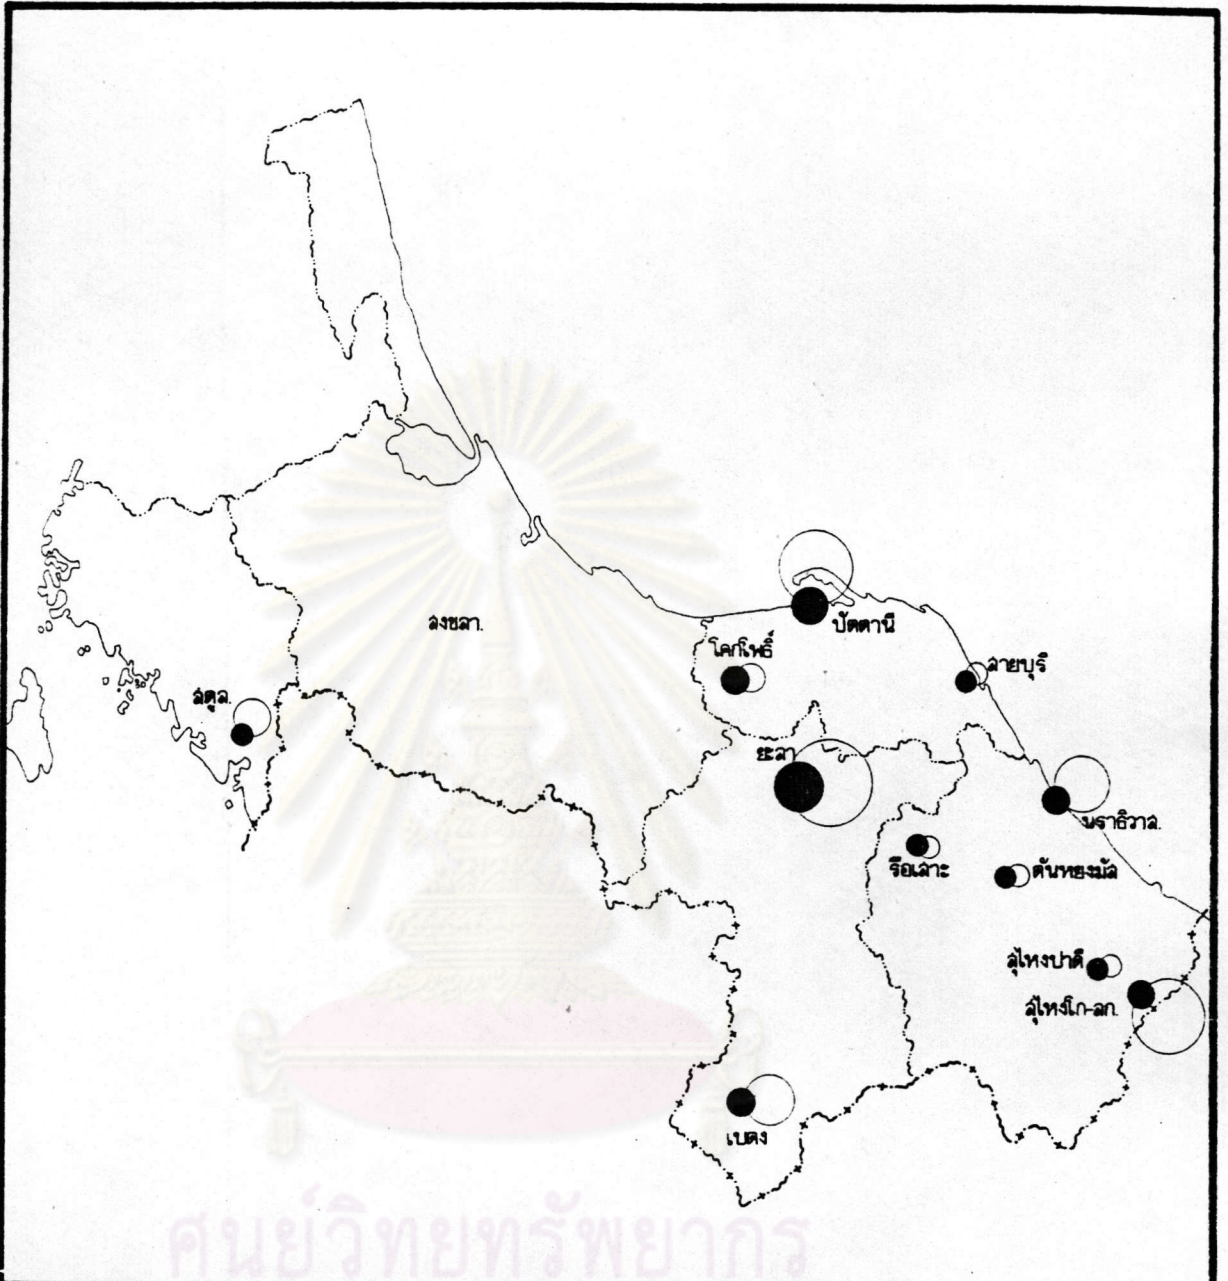 สงขลา.
ปัตตานี
โคกโพธิ์
สายบุรี
สตูล.
ยะลา
นราธิวาส.
รือเสาะ
ตันหยงมัส
สุไหงปาดี
สุไหงโก-ลก.
เบตง
ศูนย์วิทยทรัพยากร